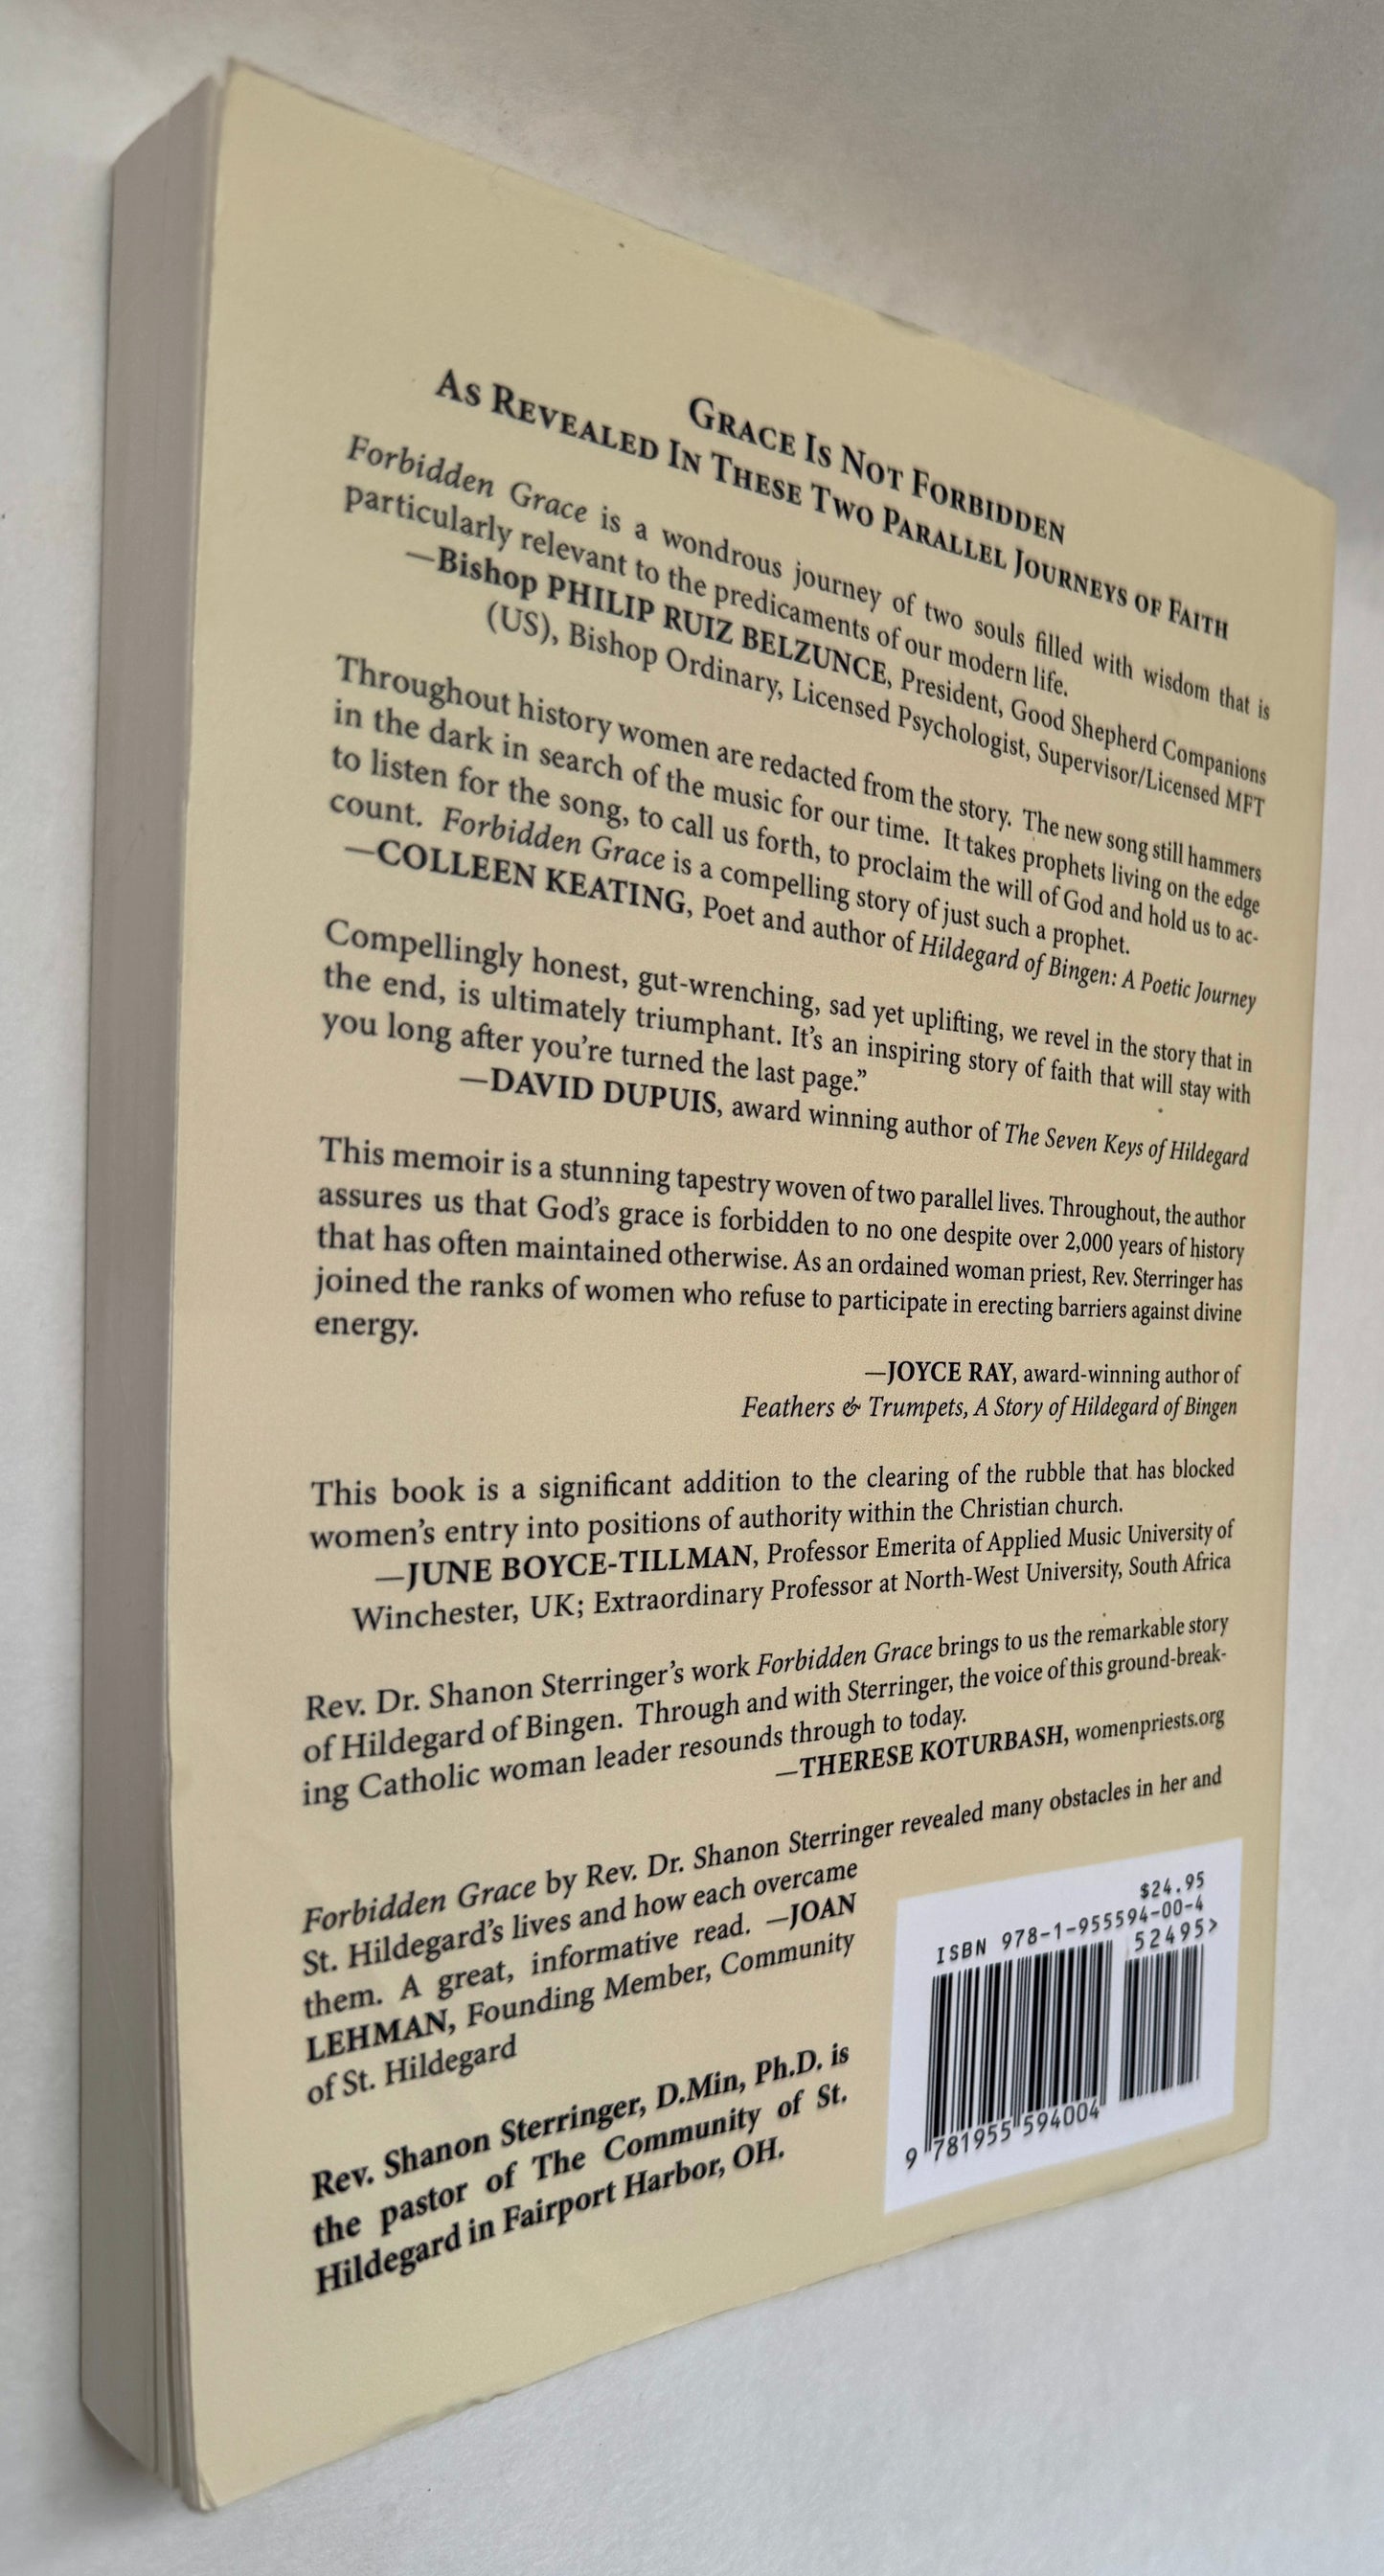 Grace Is Not Forbidden
As Revealed In These Two Parallel Journeys of Faith
Forbidden Grace is a wondrous journey of two souls filled with wisdom that is
particularly relevant to the predicaments of our modern life.
—Bishop PHILIP RUIZ BELZUNCE, President, Good Shepherd Companions
(US), Bishop Ordinary, Licensed Psychologist, Supervisor/Licensed MFT
Throughout history women are redacted from the story. The new song still hammers
in the dark in search of the music for our time. It takes prophets living on the edge
to listen for the song, to call us forth, to proclaim the will of God and hold us to ac-
count. Forbidden Grace is a compelling story of just such a prophet.
—COLLEEN KEATING, Poet and author of Hildegard of Bingen: A Poetic Journey
Compellingly honest, gut-wrenching, sad yet uplifting, we revel in the story that in
the end, is ultimately triumphant. It's an inspiring story of faith that will stay with
you long after you're turned the last page.”
—DAVID DUPUIS, award winning author of The Seven Keys of Hildegard
This memoir is a stunning tapestry woven of two parallel lives. Throughout, the author
assures us that God's grace is forbidden to no one despite over 2,000 years of history
that has often maintained otherwise. As an ordained woman priest, Rev. Sterringer has
joined the ranks of women who refuse to participate in erecting barriers against divine
energy.
—JOYCE RAY, award-winning author of
Feathers & Trumpets, A Story of Hildegard of Bingen
This book is a significant addition to the clearing of the rubble that has blocked
women's entry into positions of authority within the Christian church.
—JUNE BOYCE-TILLMAN, Professor Emerita of Applied Music University of
Winchester, UK; Extraordinary Professor at North-West University, South Africa
Rev. Dr. Shanon Sterringer's work Forbidden Grace brings to us the remarkable story
of Hildegard of Bingen. Through and with Sterringer, the voice of this ground-break-
ing Catholic woman leader resounds through to today.
—THERESE KOTURBASH, womenpriests.org
Forbidden Grace by Rev. Dr. Shanon Sterringer revealed many obstacles in her and
St. Hildegard's lives and how each overcame
them. A great, informative read. —JOAN
LEHMAN, Founding Member, Community
of St. Hildegard
Rev. Shanon Sterringer, D.Min, Ph.D. is
the pastor of The Community of St.
Hildegard in Fairport Harbor, OH.
$24.95
ISBN 978-1-955594-00-4
52495>
9 781955 594004